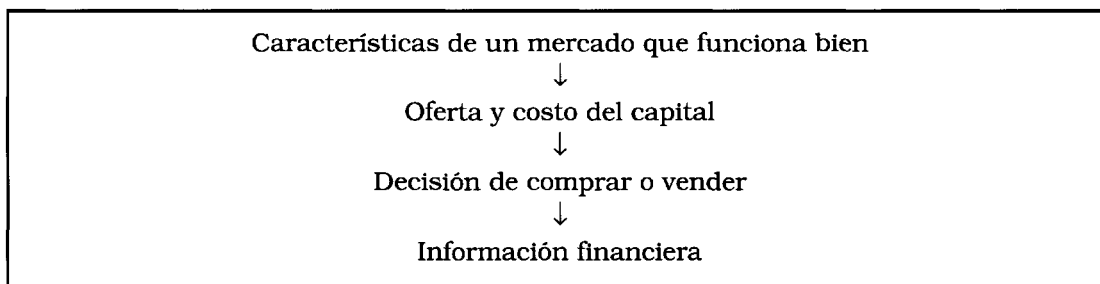 Características de un mercado que funciona bien
↓
Oferta y costo del capital
↓
Decisión de comprar o vender
↓
Información financiera